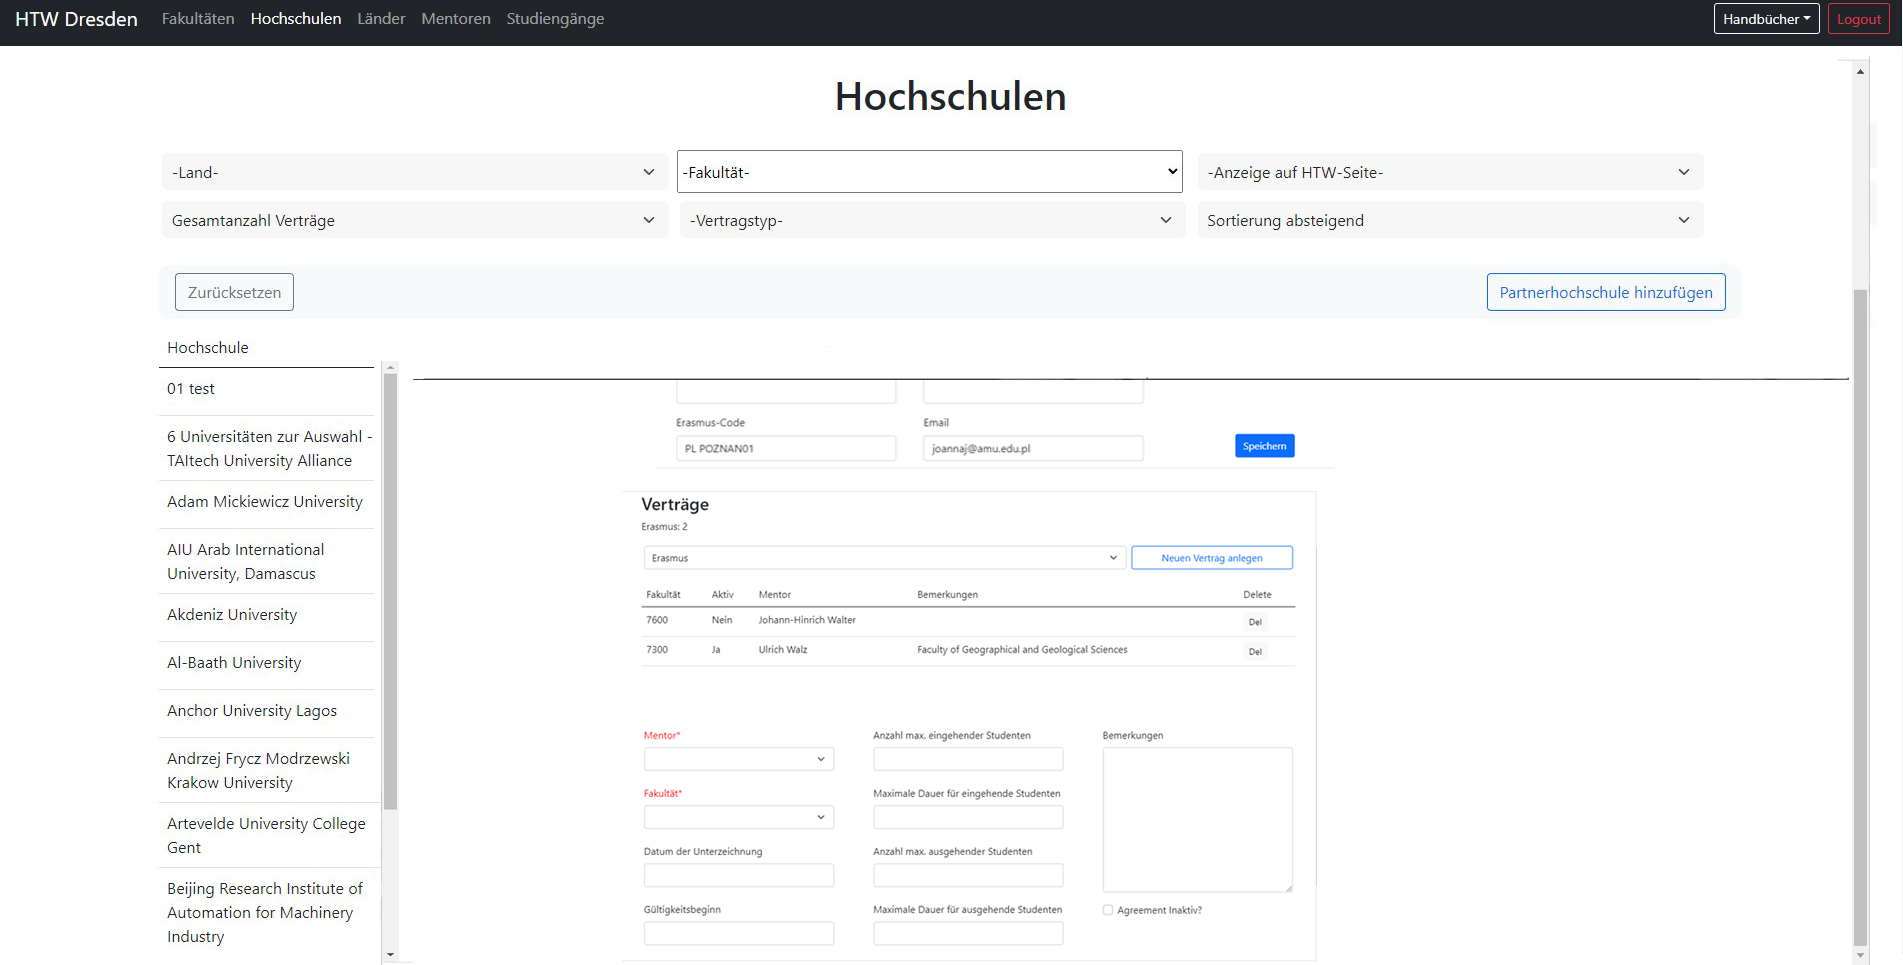 HTW Dresden Fakultäten Hochschulen Länder Mentoren Studiengänge Handbücher Logout
Hochschulen
-Land- -Fakultät- -Anzeige auf HTW-Seite-
Gesamtanzahl Verträge -Vertragstyp- Sortierung absteigend
Zurücksetzen Partnerhochschule hinzufügen
Hochschule
01 test
6 Universitäten zur Auswahl -
TAItech University Alliance
Adam Mickiewicz University
AIU Arab International
University, Damascus
Akdeniz University
Al-Baath University
Anchor University Lagos
Andrzej Frycz Modrzewski
Krakow University
Artevelde University College
Gent
Beijing Research Institute of
Automation for Machinery
Industry
Erasmus-Code Email
PL POZNAN01 joannaj@amu.edu.pl Speichern
Verträge
Erasmus: 2
Erasmus Neuen Vertrag anlegen
Fakultät Aktiv Mentor Bemerkungen Delete
7600 Nein Johann-Hinrich Walter Del
7300 Ja Ulrich Walz Faculty of Geographical and Geological Sciences Del
Mentor* Anzahl max. eingehender Studenten Bemerkungen
Fakultät* Maximale Dauer für eingehende Studenten
Datum der Unterzeichnung Anzahl max. ausgehender Studenten
Gültigkeitsbeginn Maximale Dauer für ausgehende Studenten Agreement Inaktiv?